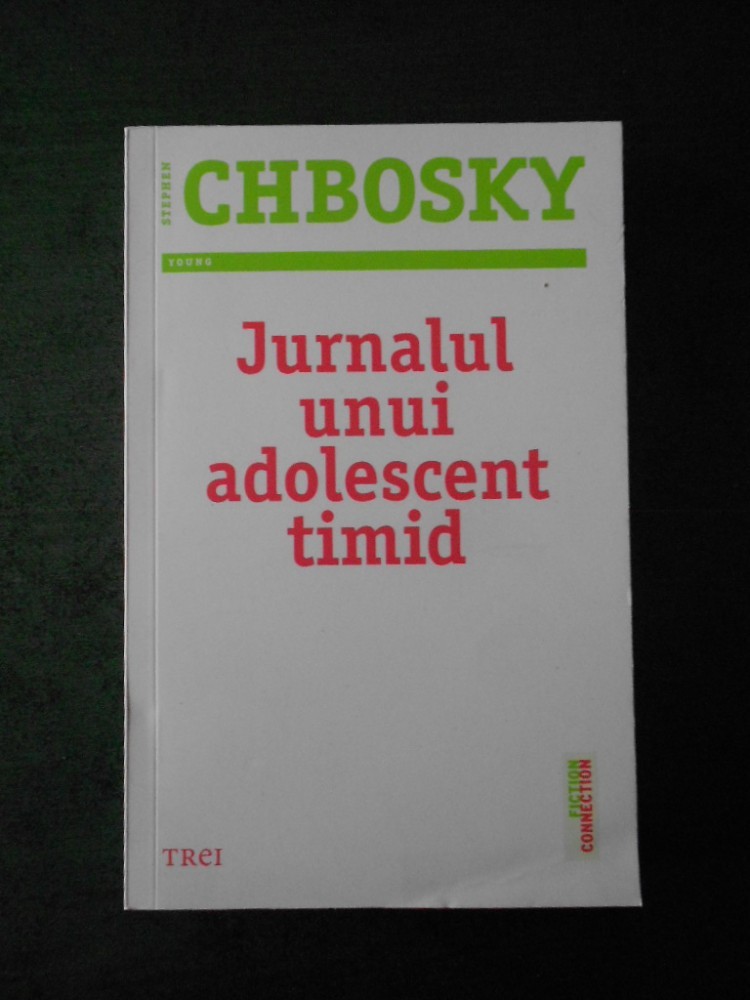 STEPHEN
CHBOSKY
YOUNG
Jurnalul
unui
adolescent
timid
FICTION
CONNECTION
TReI